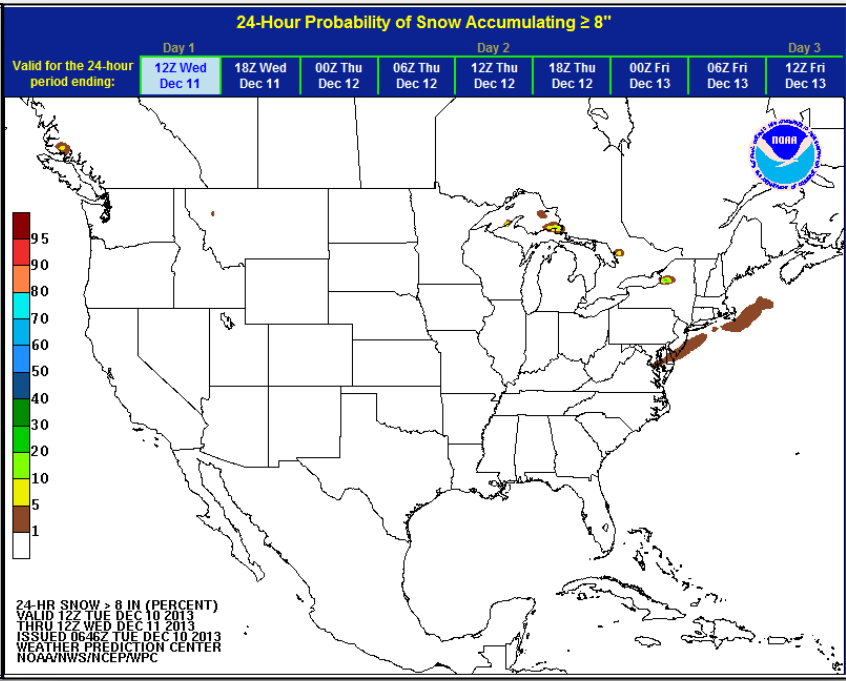 24-Hour Probability of Snow Accumulating ≥ 8"
Day 1 Day 2 Day 3
Valid for the 24-hour
period ending:
12Z Wed 18Z Wed 00Z Thu 06Z Thu 12Z Thu 18Z Thu 00Z Fri 06Z Fri 12Z Fri
Dec 11 Dec 11 Dec 12 Dec 12 Dec 12 Dec 12 Dec 13 Dec 13 Dec 13
NOAA
95
90
80
70
60
50
40
30
20
10
5
1
24-HR SNOW > 8 IN (PERCENT)
VALID 12Z TUE DEC 10 2013
THRU 12Z WED DEC 11 2013
ISSUED 0646Z TUE DEC 10 2013
WEATHER PREDICTION CENTER
NOAA/NWS/NCEP/WPC